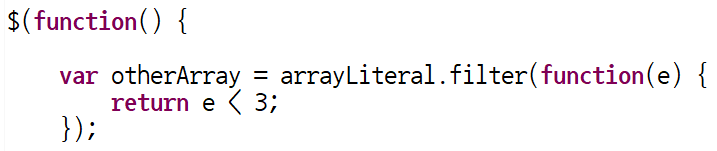 $(function() {
var otherArray = arrayLiteral.filter(function(e) {
return e < 3;
});